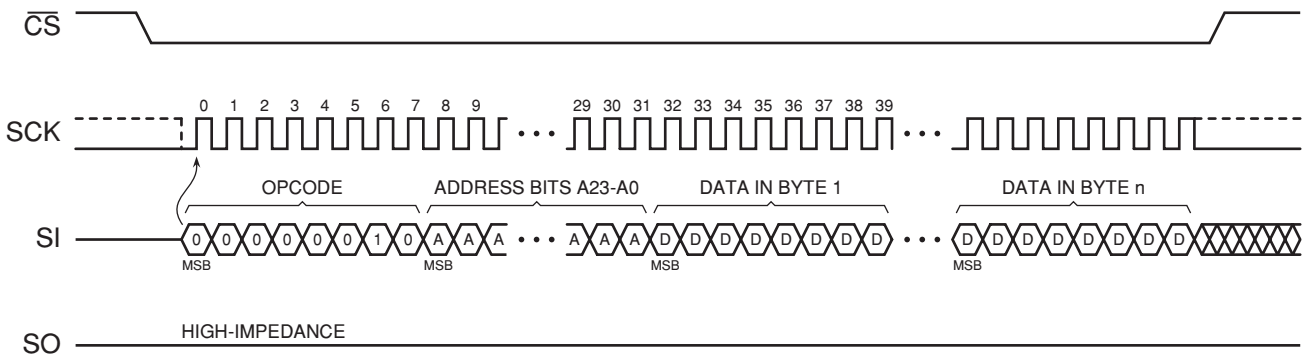 CS
0 1 2 3 4 5 6 7 8 9 29 30 31 32 33 34 35 36 37 38 39
SCK
OPCODE ADDRESS BITS A23-A0 DATA IN BYTE 1 DATA IN BYTE n
SI 0 0 0 0 0 0 1 0 A A A A A A D D D D D D D D D D D D D D D D
MSB MSB MSB MSB
HIGH-IMPEDANCE
SO